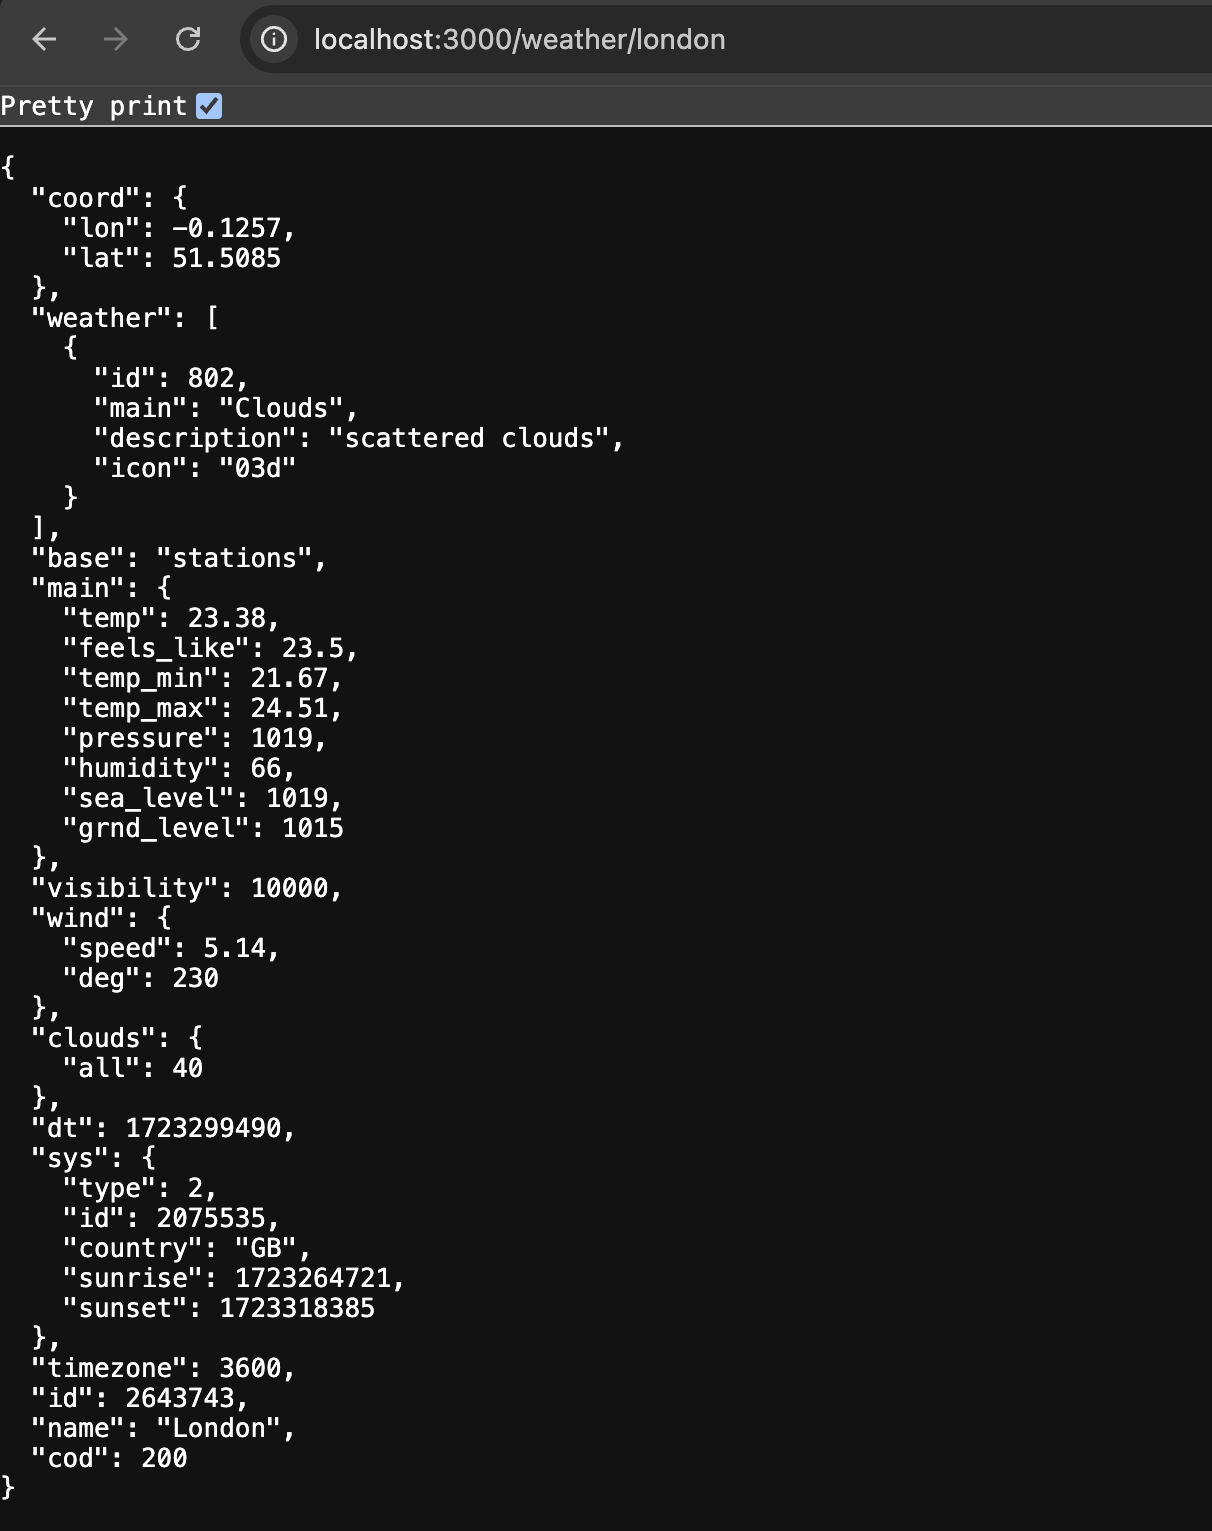 localhost:3000/weather/london
Pretty print
{
  "coord": {
    "lon": -0.1257,
    "lat": 51.5085
  },
  "weather": [
    {
      "id": 802,
      "main": "Clouds",
      "description": "scattered clouds",
      "icon": "03d"
    }
  ],
  "base": "stations",
  "main": {
    "temp": 23.38,
    "feels_like": 23.5,
    "temp_min": 21.67,
    "temp_max": 24.51,
    "pressure": 1019,
    "humidity": 66,
    "sea_level": 1019,
    "grnd_level": 1015
  },
  "visibility": 10000,
  "wind": {
    "speed": 5.14,
    "deg": 230
  },
  "clouds": {
    "all": 40
  },
  "dt": 1723299490,
  "sys": {
    "type": 2,
    "id": 2075535,
    "country": "GB",
    "sunrise": 1723264721,
    "sunset": 1723318385
  },
  "timezone": 3600,
  "id": 2643743,
  "name": "London",
  "cod": 200
}